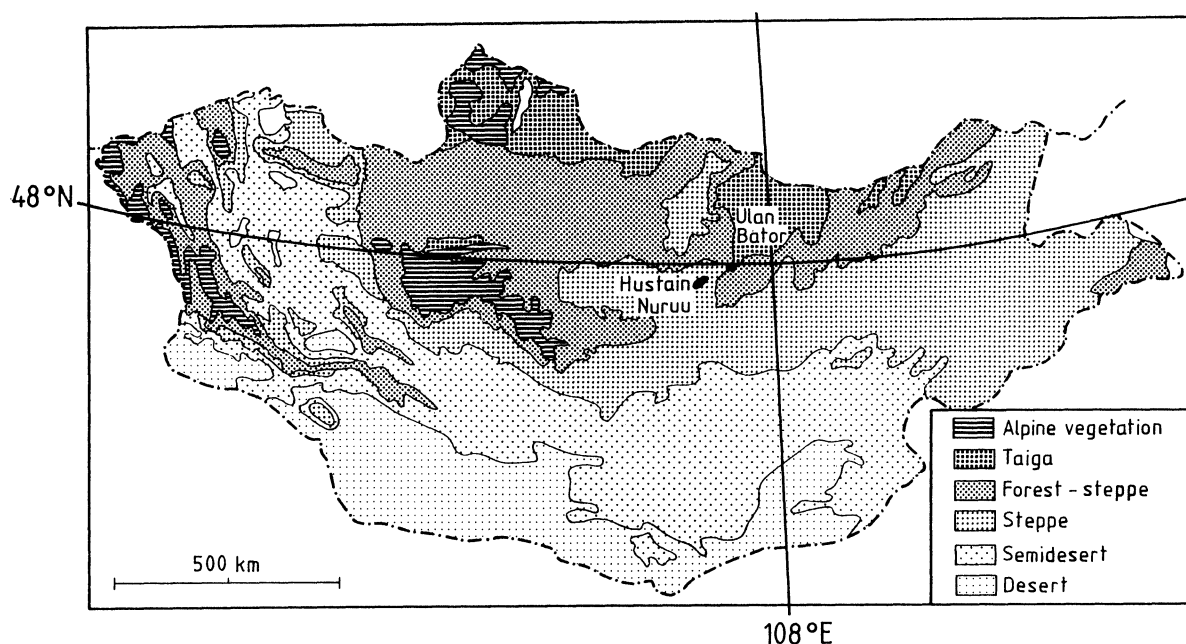 48°N
Ulan
Bator
Hustain
Nuruu
Alpine vegetation
Taiga
Forest - steppe
Steppe
Semidesert
Desert
500 km
108°E